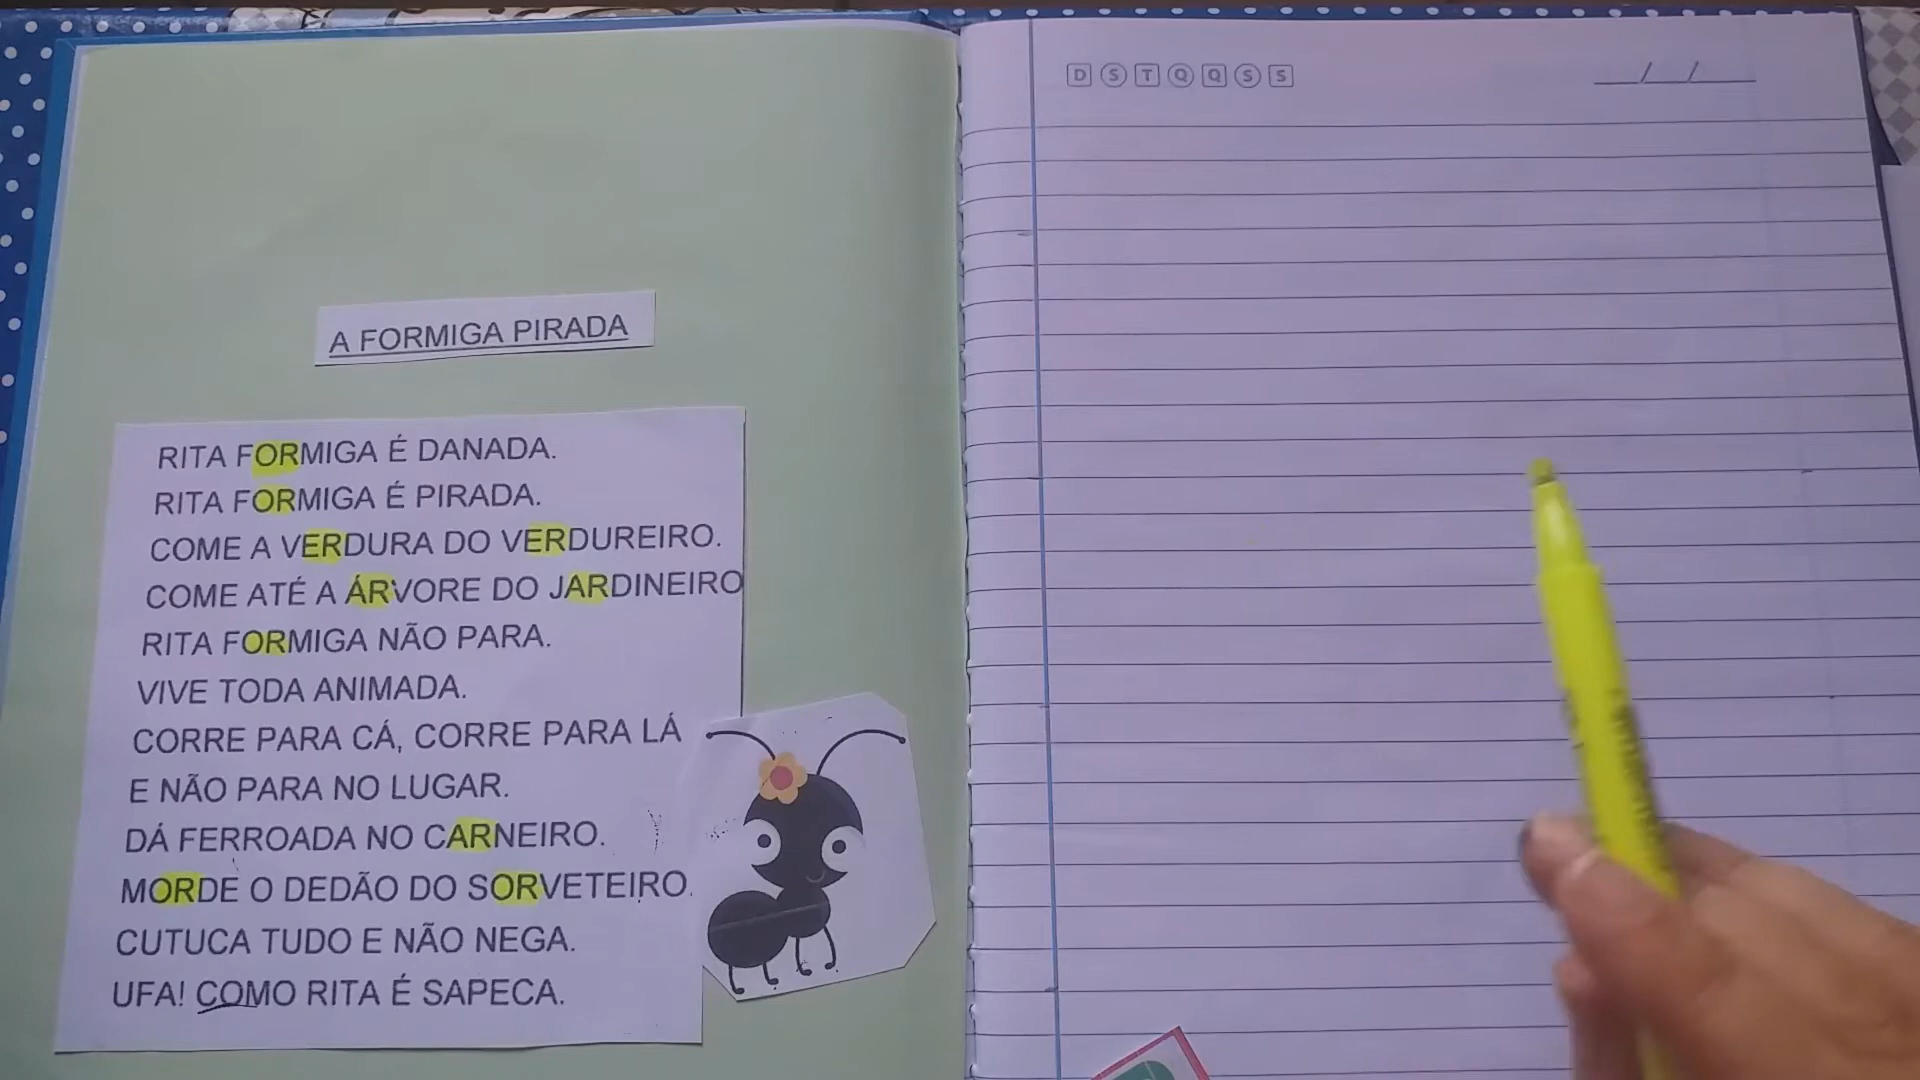 A FORMIGA PIRADA
RITA FORMIGA É DANADA.
RITA FORMIGA É PIRADA.
COME A VERDURA DO VERDUREIRO.
COME ATÉ A ÁRVORE DO JARDINEIRO
RITA FORMIGA NÃO PARA.
VIVE TODA ANIMADA.
CORRE PARA CÁ, CORRE PARA LÁ
E NÃO PARA NO LUGAR.
DÁ FERROADA NO CARNEIRO.
MORDE O DEDÃO DO SORVETEIRO.
CUTUCA TUDO E NÃO NEGA.
UFA! COMO RITA É SAPECA.
D S T Q Q S S